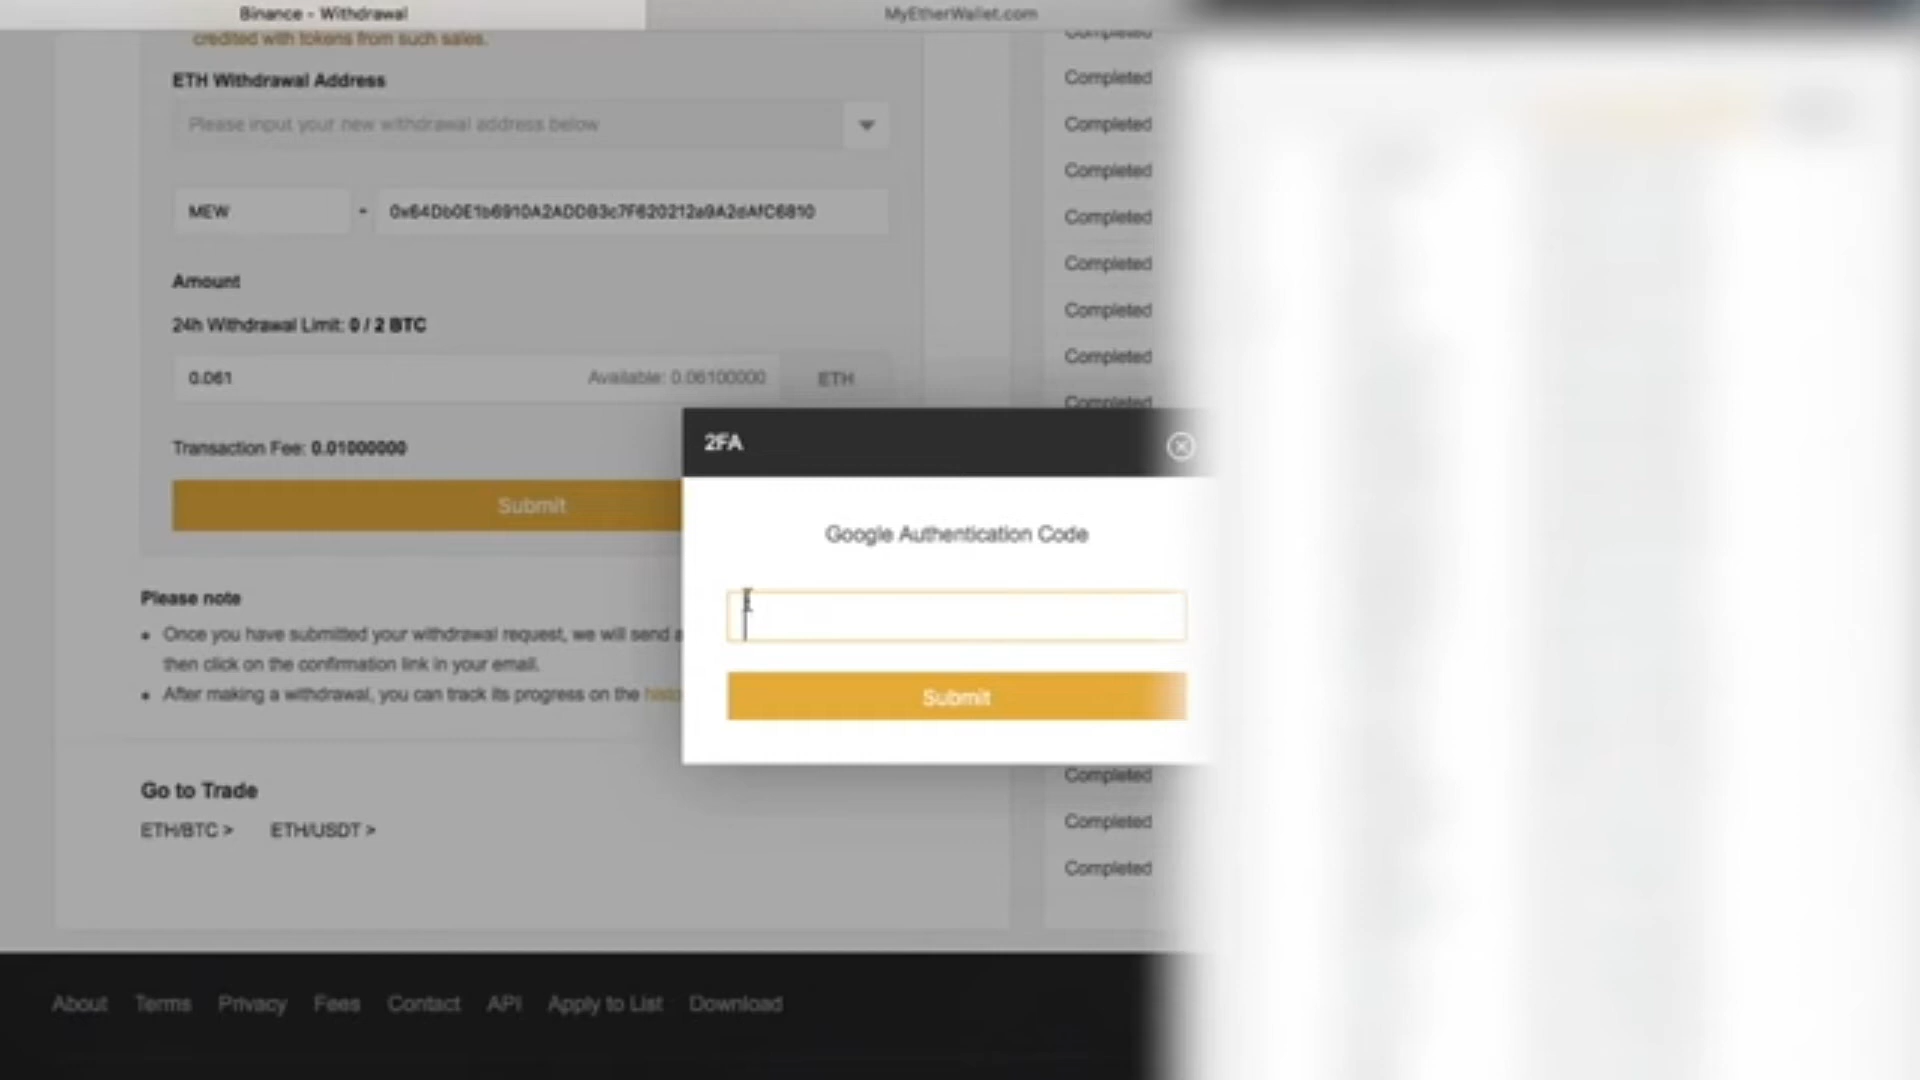 Binance - Withdrawal
MyEtherWallet.com
credited with tokens from such sales.
Completed
ETH Withdrawal Address
Completed
Please input your new withdrawal address below
Completed
Completed
MEW - 0x64Db0E1b6910A2ADDB3c7F620212a9A2dAfC6810
Completed
Amount
Completed
24h Withdrawal Limit: 0 / 2 BTC
Completed
Completed
0.061 Available: 0.06100000 ETH
Completed
Transaction Fee: 0.01000000
Submit
2FA
Google Authentication Code
Submit
Please note
• Once you have submitted your withdrawal request, we will send a
then click on the confirmation link in your email.
• After making a withdrawal, you can track its progress on the
Completed
Completed
Completed
Go to Trade
ETH/BTC > ETH/USDT >
About Terms Privacy Fees Contact API Apply to List Download